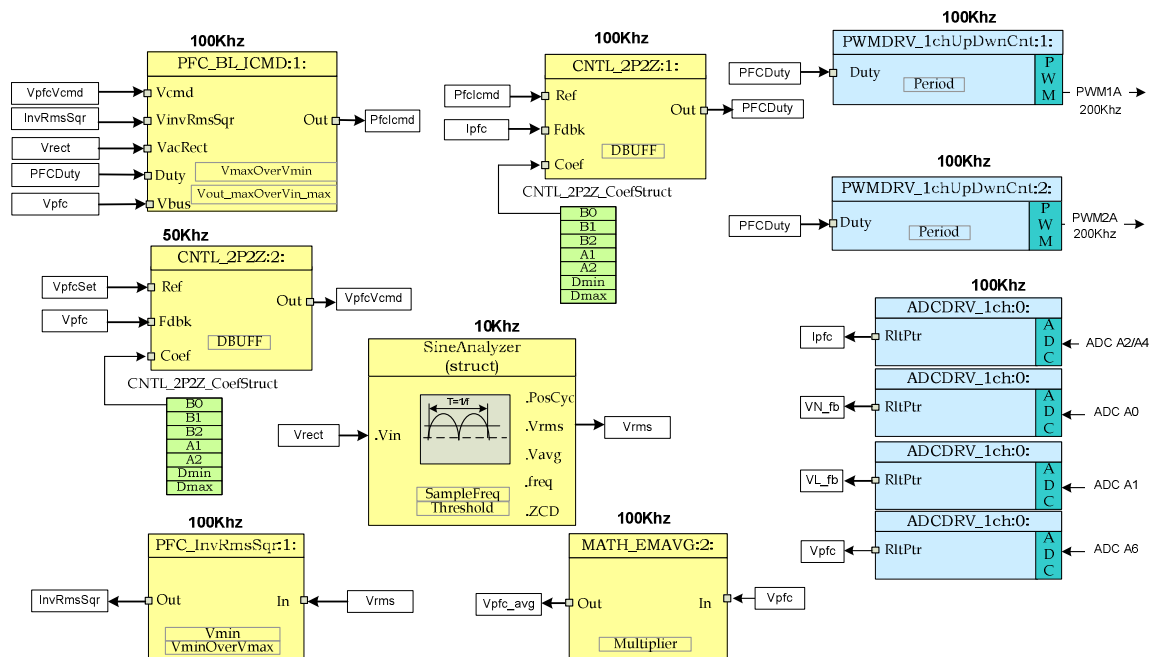 100Khz
PFC_BL_ICMD:1:
VpfcVcmd
Vcmd
InvRmsSqr
VinvRmsSqr
Out
PfcIcmd
Vrect
VacRect
PFCDuty
Duty
VmaxOverVmin
Vpfc
Vbus
Vout_maxOverVin_max
100Khz
CNTL_2P2Z:1:
PfcIcmd
Ref
Out
PFCDuty
Ipfc
Fdbk
DBUFF
Coef
CNTL_2P2Z_CoefStruct
B0
B1
B2
A1
A2
Dmin
Dmax
100Khz
PWMDRV_1chUpDwnCnt:1:
PFCDuty
Duty
Period
P
W
M
PWM1A
200Khz
100Khz
PWMDRV_1chUpDwnCnt:2:
PFCDuty
Duty
Period
P
W
M
PWM2A
200Khz
50Khz
CNTL_2P2Z:2:
VpfcSet
Ref
Out
VpfcVcmd
Vpfc
Fdbk
DBUFF
Coef
CNTL_2P2Z_CoefStruct
B0
B1
B2
A1
A2
Dmin
Dmax
10Khz
SineAnalyzer
(struct)
T=1/f
Vrect
.Vin
.PosCyc
.Vrms
.Vavg
.freq
.ZCD
Vrms
SampleFreq
Threshold
100Khz
ADCDRV_1ch:0:
Ipfc
RltPtr
A
D
C
ADC A2/A4
ADCDRV_1ch:0:
VN_fb
RltPtr
A
D
C
ADC A0
ADCDRV_1ch:0:
VL_fb
RltPtr
A
D
C
ADC A1
ADCDRV_1ch:0:
Vpfc
RltPtr
A
D
C
ADC A6
100Khz
PFC_InvRmsSqr:1:
InvRmsSqr
Out
In
Vrms
Vmin
VminOverVmax
100Khz
MATH_EMAVG:2:
Vpfc_avg
Out
In
Vpfc
Multiplier